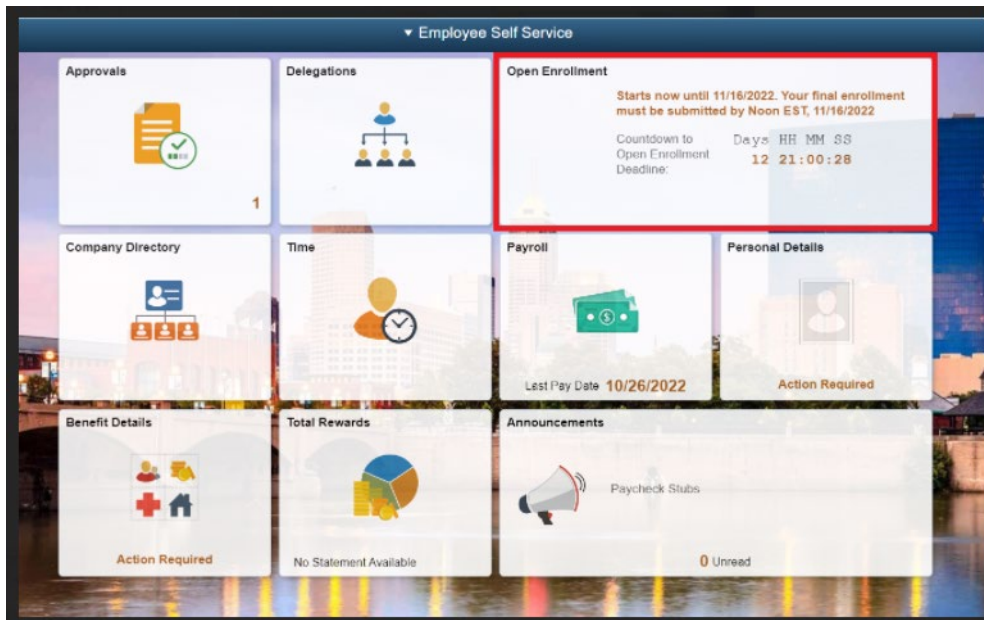 ▾ Employee Self Service
Approvals
1
Delegations
Open Enrollment
Starts now until 11/16/2022. Your final enrollment
must be submitted by Noon EST, 11/16/2022
Countdown to
Open Enrollment
Deadline:
Days HH MM SS
12 21:00:28
Company Directory
Time
Payroll
Last Pay Date 10/26/2022
Personal Details
Action Required
Benefit Details
Action Required
Total Rewards
No Statement Available
Announcements
Paycheck Stubs
0 Unread